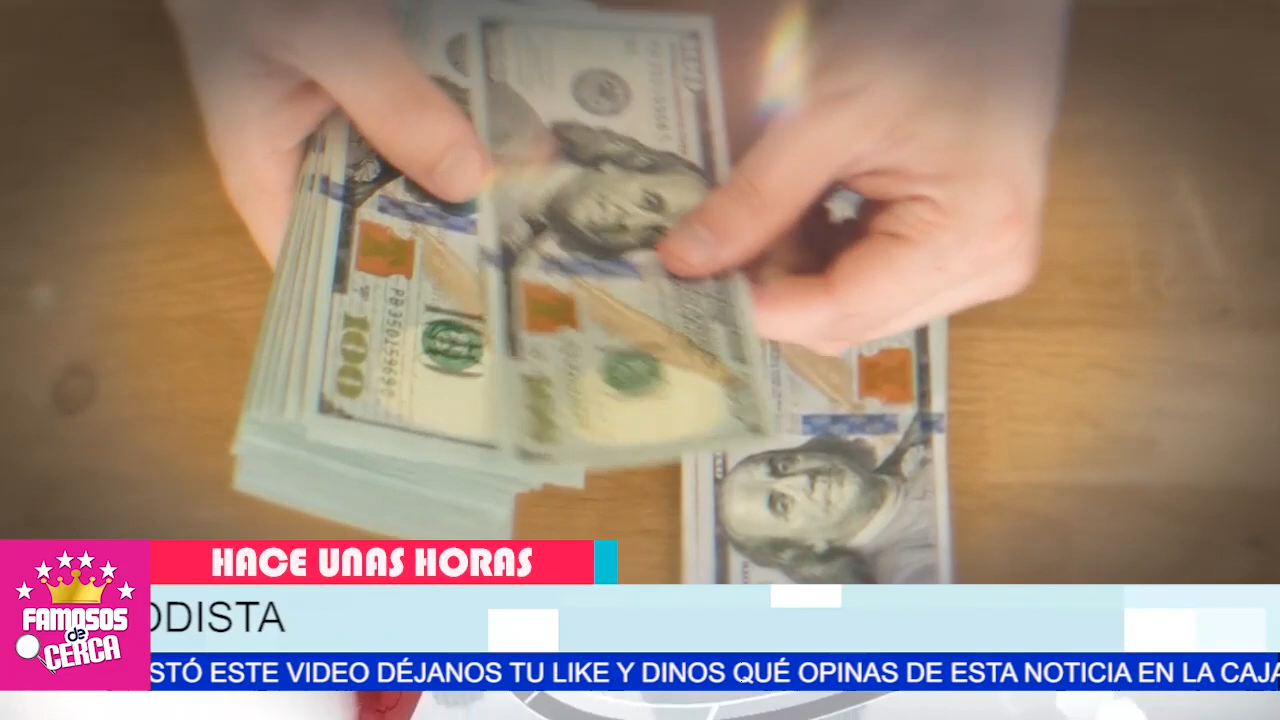 100
PB35015969
HACE UNAS HORAS
FAMOSOS
de
CERCA
ODISTA
STÓ ESTE VIDEO DÉJANOS TU LIKE Y DINOS QUÉ OPINAS DE ESTA NOTICIA EN LA CAJA